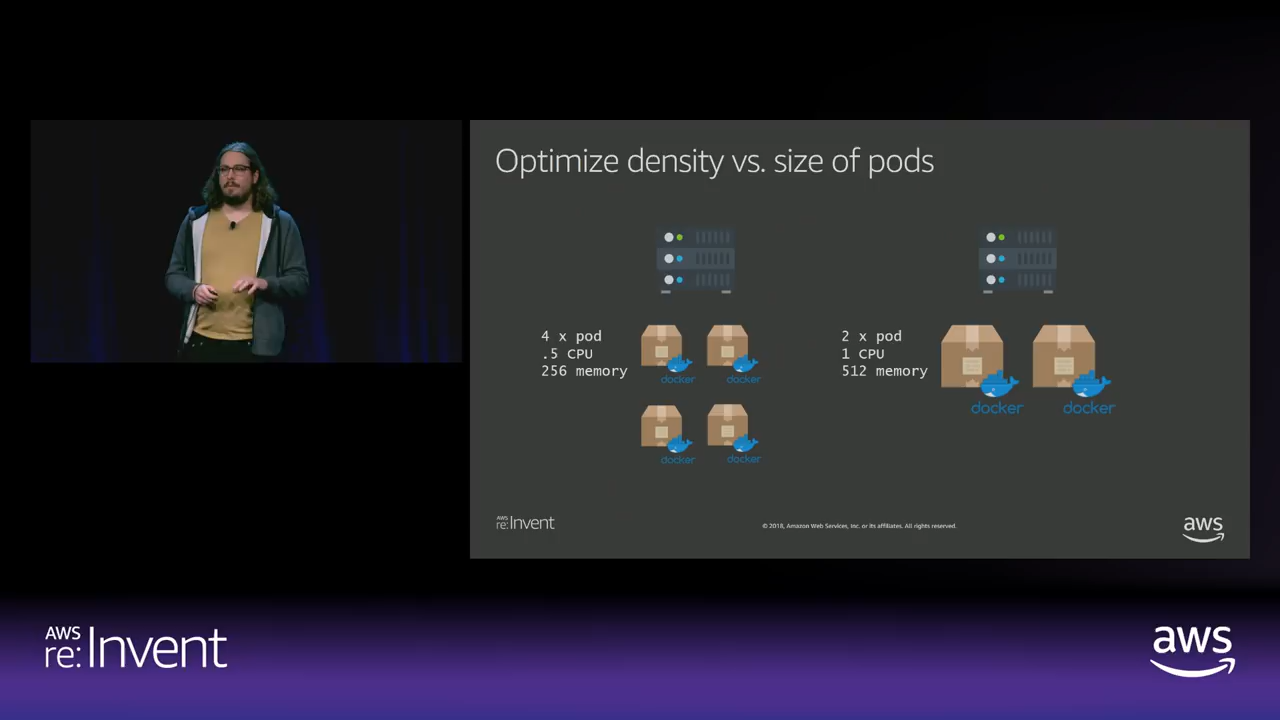 Optimize density vs. size of pods
4 x pod
.5 CPU
256 memory
docker
docker
docker
docker
2 x pod
1 CPU
512 memory
docker
docker
AWS
re:Invent
© 2018, Amazon Web Services, Inc. or its affiliates. All rights reserved.
aws
AWS
re:Invent
aws